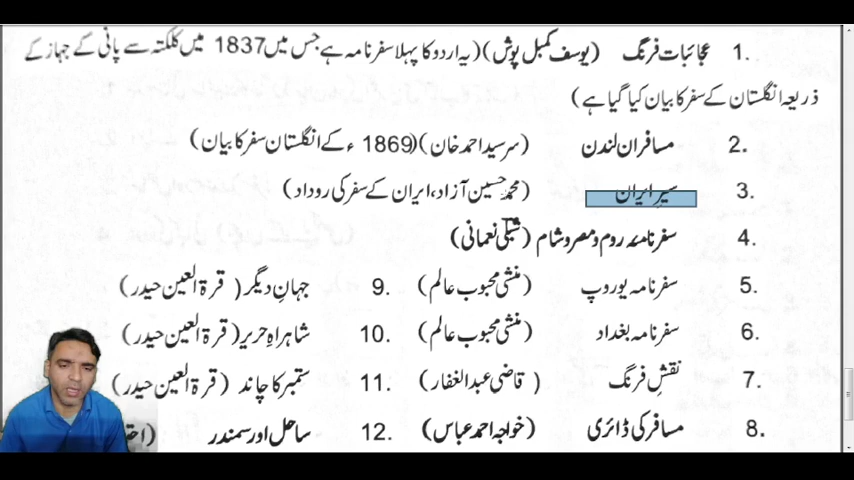 1. عجائبات فرنگ (یوسف کمبل پوش) (یہ اردو کا پہلا سفرنامہ ہے جس میں 1837 میں کلکتہ سے پانی کے جہاز کے
ذریعہ انگلستان کے سفر کا بیان کیا گیا ہے)
2. مسافران لندن (سرسید احمد خان) (1869ء کے انگلستان سفر کا بیان)
3. سیر ایران (محمد حسین آزاد، ایران کے سفر کی روداد)
4. سفرنامہ روم و مصر و شام (شبلی نعمانی)
5. سفرنامہ یوروپ (منشی محبوب عالم) 9. جہانِ دیگر (قرۃ العین حیدر)
6. سفرنامہ بغداد (منشی محبوب عالم) 10. شاہراہِ حریر (قرۃ العین حیدر)
7. نقشِ فرنگ (قاضی عبدالغفار) 11. ستمبر کا چاند (قرۃ العین حیدر)
8. مسافر کی ڈائری (خواجہ احمد عباس) 12. ساحل اور سمندر